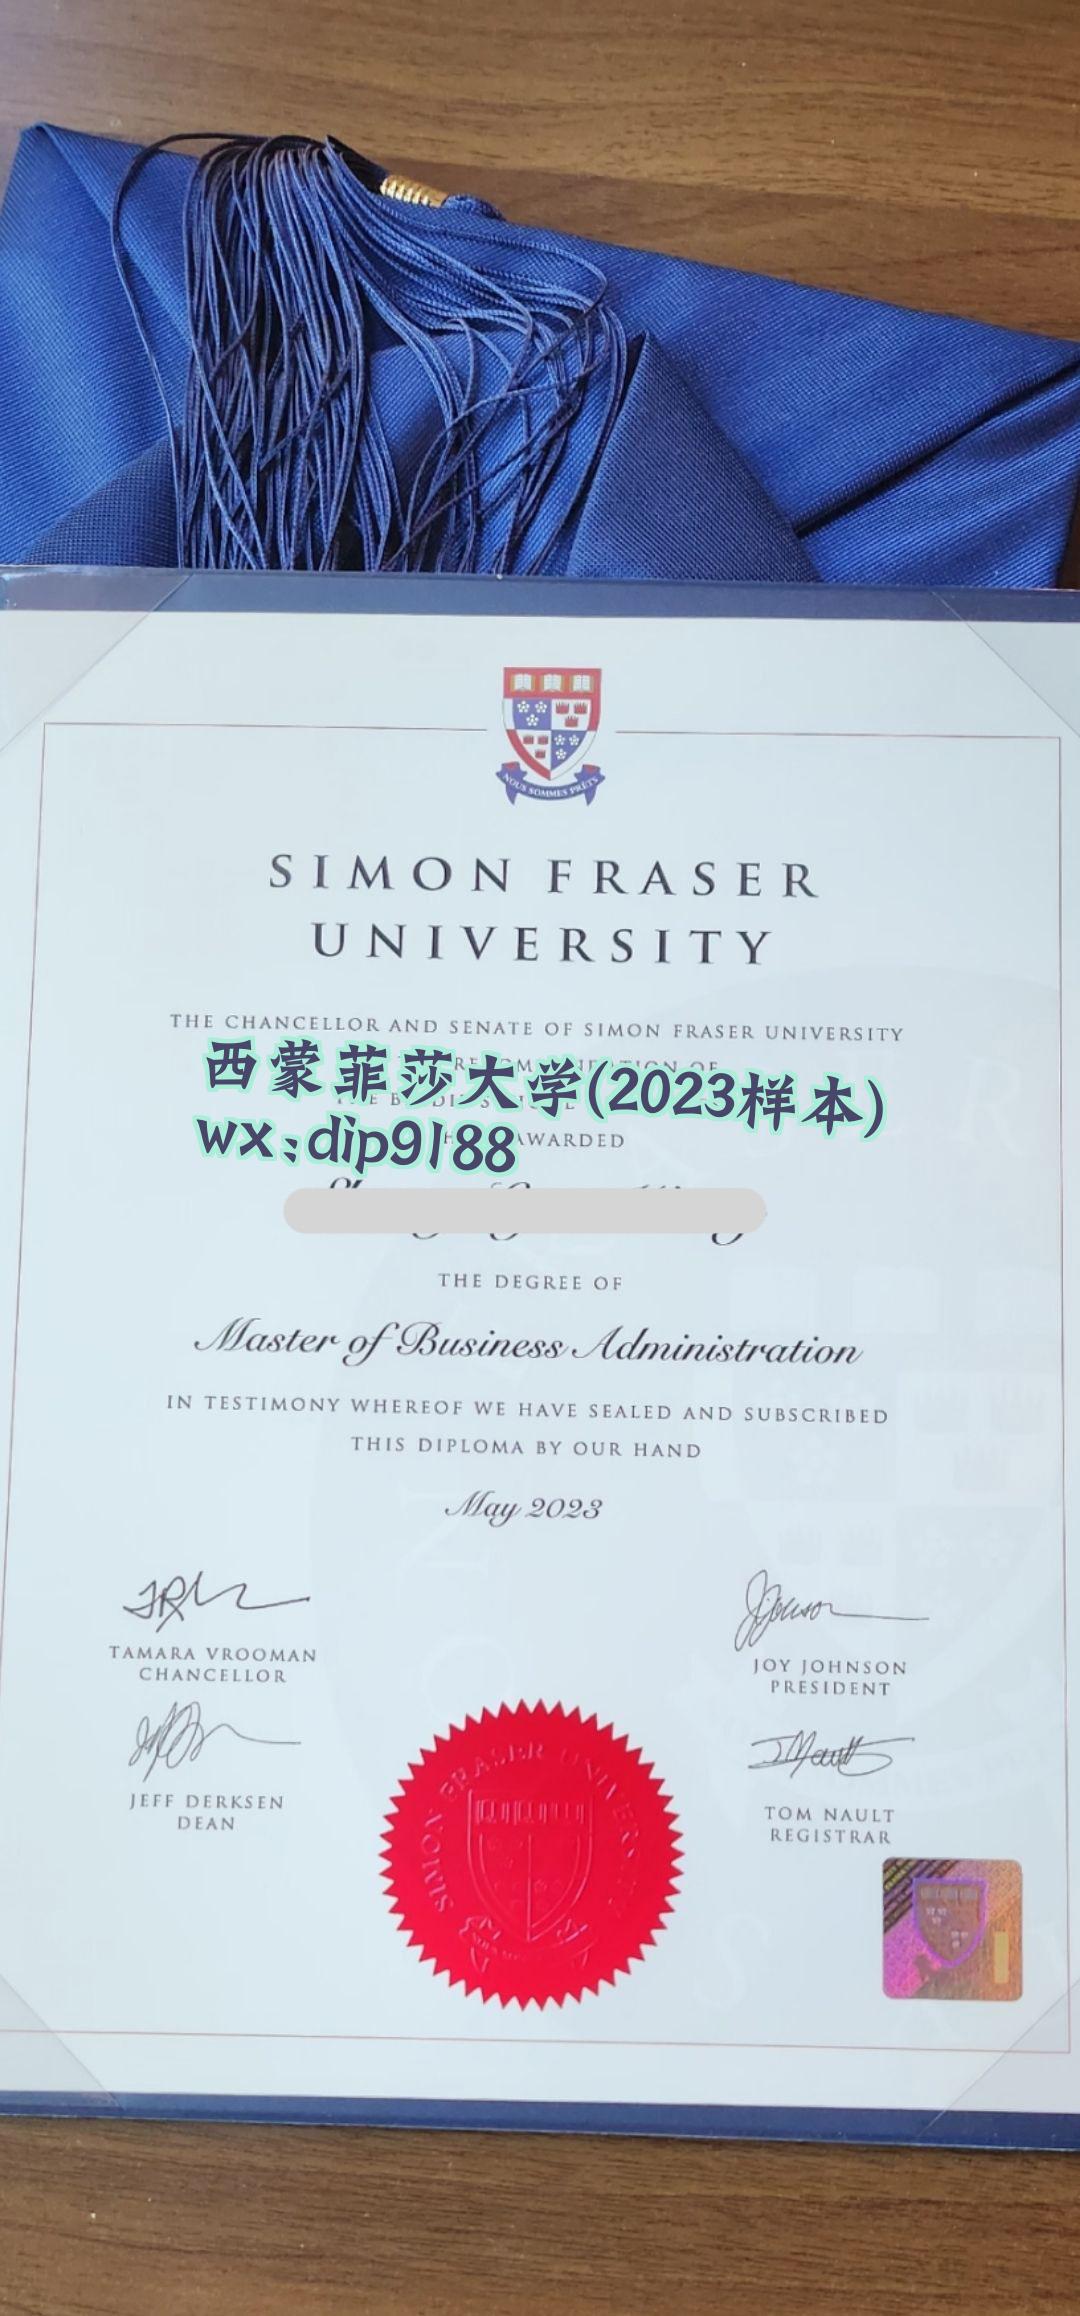 NOUS SOMMES PRÊTS
SIMON FRASER
UNIVERSITY
THE CHANCELLOR AND SENATE OF SIMON FRASER UNIVERSITY
OF
西蒙菲莎大学(2023样本)
wx:dip9188
AWARDED
THE DEGREE OF
Master of Business Administration
IN TESTIMONY WHEREOF WE HAVE SEALED AND SUBSCRIBED
THIS DIPLOMA BY OUR HAND
May 2023
TAMARA VROOMAN
CHANCELLOR
JOY JOHNSON
PRESIDENT
JEFF DERKSEN
DEAN
TOM NAULT
REGISTRAR
SIMON FRASER UNIVERSITY